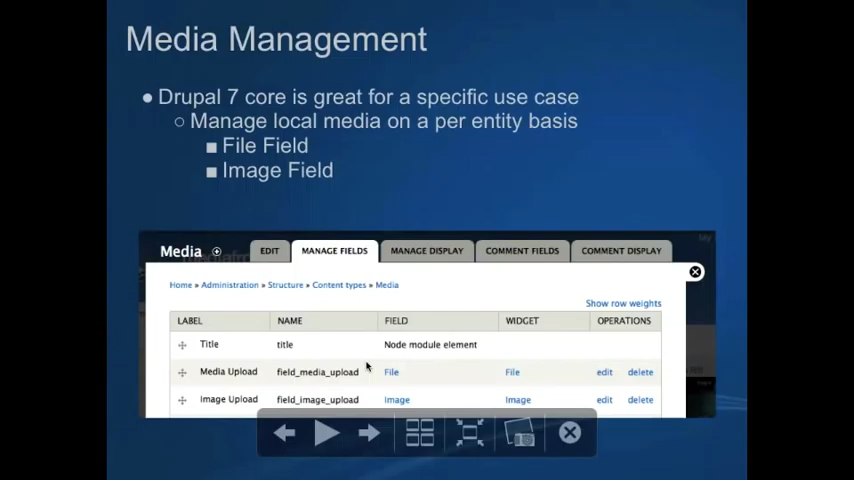 Media Management
● Drupal 7 core is great for a specific use case
○ Manage local media on a per entity basis
■ File Field
■ Image Field
Media EDIT MANAGE FIELDS MANAGE DISPLAY COMMENT FIELDS COMMENT DISPLAY
Home » Administration » Structure » Content types » Media
Show row weights
LABEL NAME FIELD WIDGET OPERATIONS
Title title Node module element
Media Upload field_media_upload File File edit delete
Image Upload field_image_upload Image Image edit delete